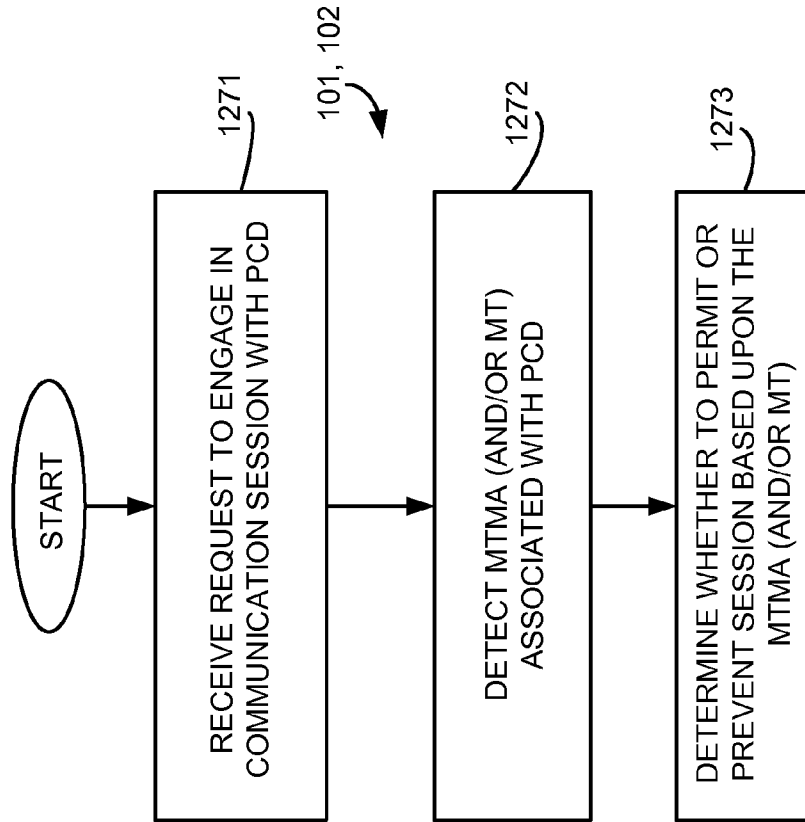 START
RECEIVE REQUEST TO ENGAGE IN
COMMUNICATION SESSION WITH PCD
1271
101, 102
DETECT MTMA (AND/OR MT)
ASSOCIATED WITH PCD
1272
DETERMINE WHETHER TO PERMIT OR
PREVENT SESSION BASED UPON THE
MTMA (AND/OR MT)
1273